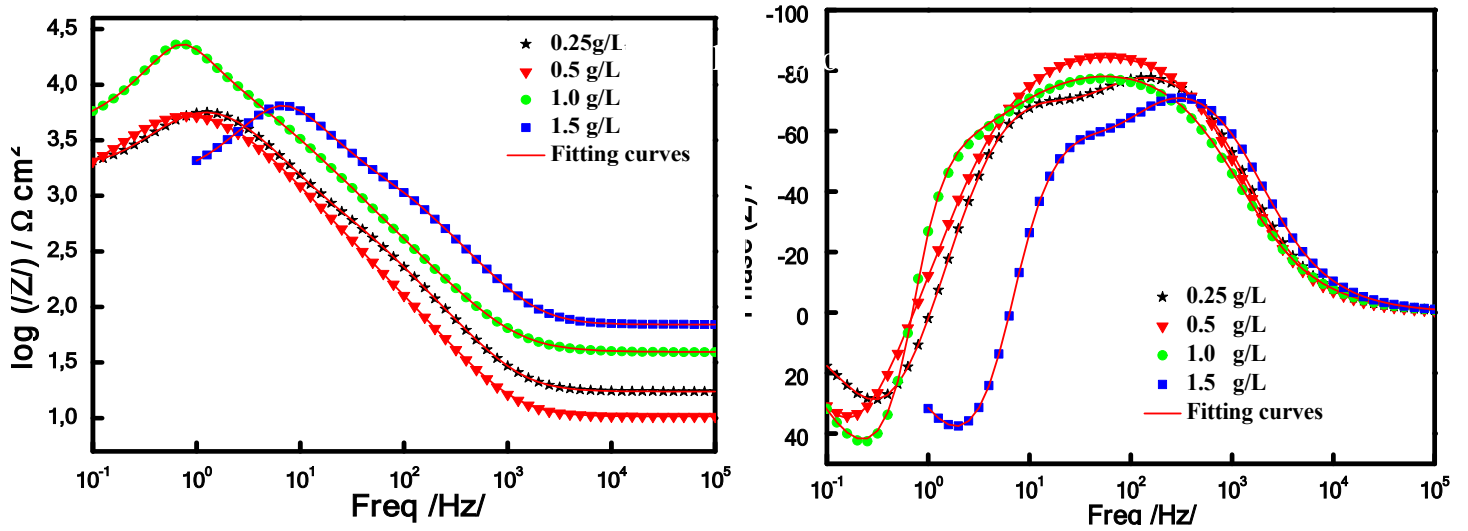 4,5
4,0
3,5
3,0
2,5
2,0
1,5
1,0
log (/Z/) / Ω cm²
0.25g/L
0.5 g/L
1.0 g/L
1.5 g/L
Fitting curves
10⁻¹ 10⁰ 10¹ 10² 10³ 10⁴ 10⁵
Freq /Hz/
-100
-80
-60
-40
-20
0
20
40
0.25 g/L
0.5 g/L
1.0 g/L
1.5 g/L
Fitting curves
10⁻¹ 10⁰ 10¹ 10² 10³ 10⁴ 10⁵
Freq /Hz/